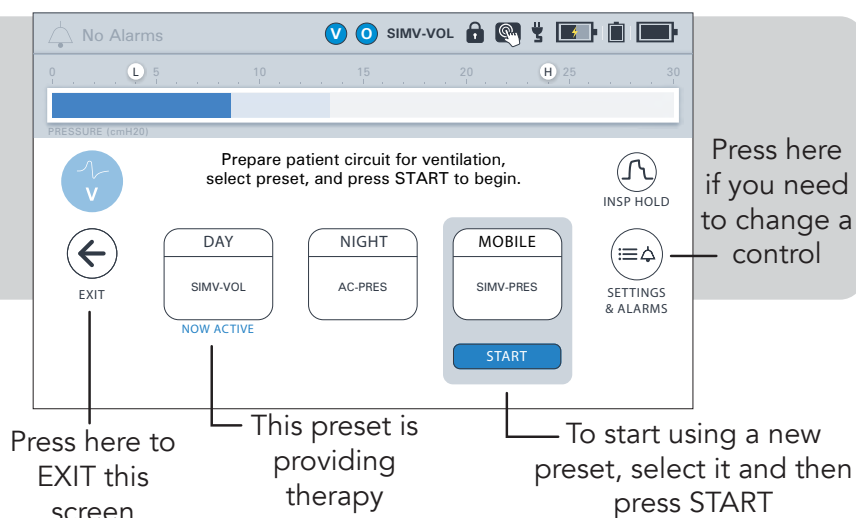 No Alarms
V O SIMV-VOL
0 L 5 10 15 20 H 25 30
PRESSURE (cmH20)
V
Prepare patient circuit for ventilation,
select preset, and press START to begin.
INSP HOLD
EXIT
DAY
SIMV-VOL
NOW ACTIVE
NIGHT
AC-PRES
MOBILE
SIMV-PRES
START
SETTINGS
& ALARMS
Press here
if you need
to change a
control
Press here to
EXIT this
screen
This preset is
providing
therapy
To start using a new
preset, select it and then
press START